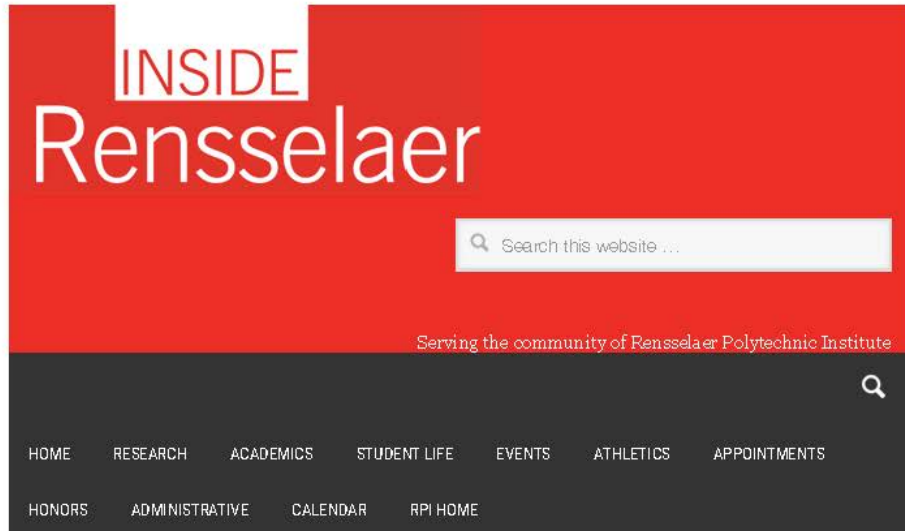 INSIDE
Rensselaer
Search this website ...
Serving the community of Rensselaer Polytechnic Institute
HOME RESEARCH ACADEMICS STUDENT LIFE EVENTS ATHLETICS APPOINTMENTS
HONORS ADMINISTRATIVE CALENDAR RPI HOME